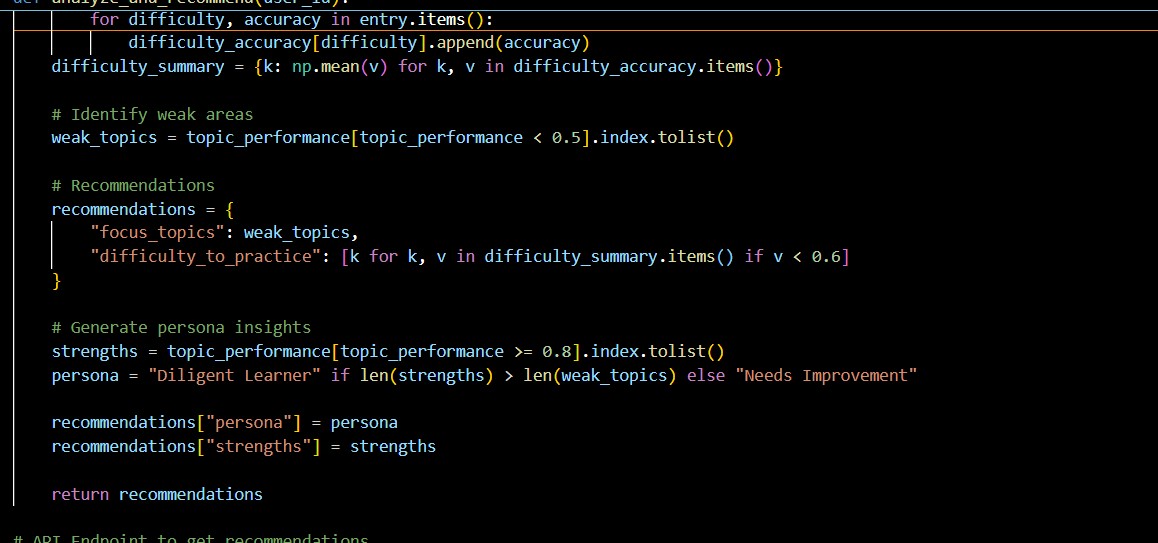 def analyze_and_recommend(user_id):
        for difficulty, accuracy in entry.items():
            difficulty_accuracy[difficulty].append(accuracy)
    difficulty_summary = {k: np.mean(v) for k, v in difficulty_accuracy.items()}

    # Identify weak areas
    weak_topics = topic_performance[topic_performance < 0.5].index.tolist()

    # Recommendations
    recommendations = {
        "focus_topics": weak_topics,
        "difficulty_to_practice": [k for k, v in difficulty_summary.items() if v < 0.6]
    }

    # Generate persona insights
    strengths = topic_performance[topic_performance >= 0.8].index.tolist()
    persona = "Diligent Learner" if len(strengths) > len(weak_topics) else "Needs Improvement"

    recommendations["persona"] = persona
    recommendations["strengths"] = strengths

    return recommendations

# API Endpoint to get recommendations